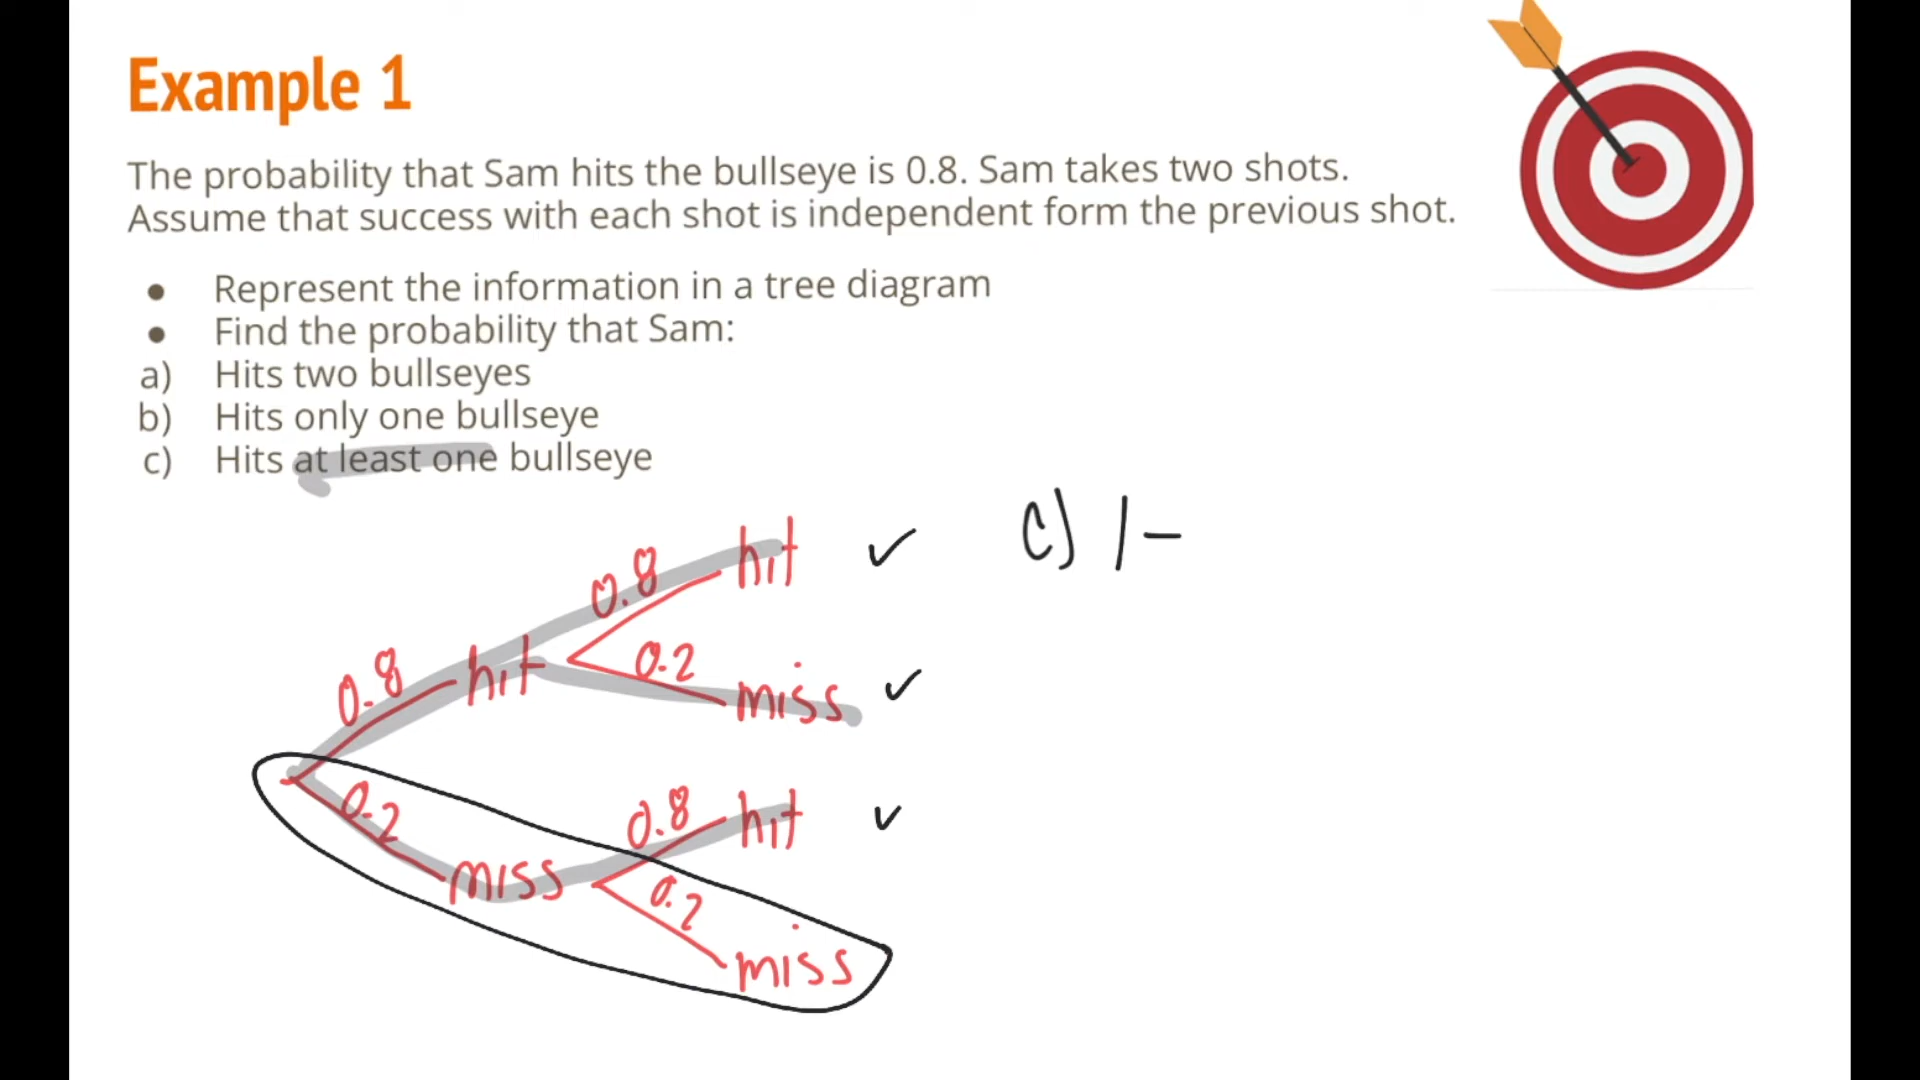 Example 1
The probability that Sam hits the bullseye is 0.8. Sam takes two shots.
Assume that success with each shot is independent form the previous shot.
● Represent the information in a tree diagram
● Find the probability that Sam:
a) Hits two bullseyes
b) Hits only one bullseye
c) Hits at least one bullseye
c) 1 -
0.8 hit ✓
0.8 hit
0.2 miss ✓
0.2 miss
0.8 hit ✓
0.2 miss